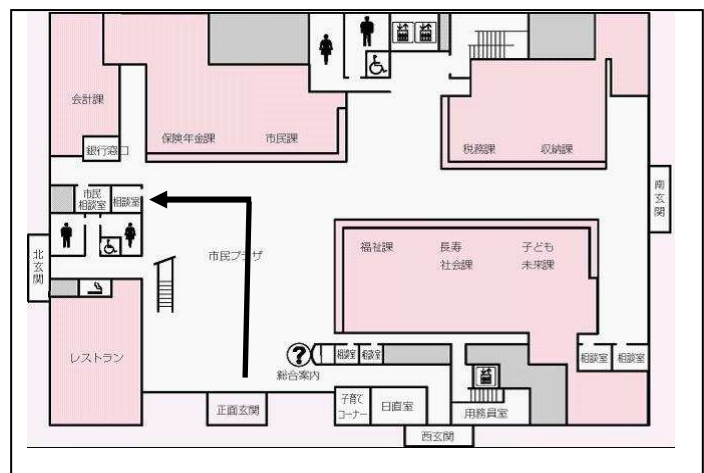 会計課
銀行窓口
保険年金課
市民課
税務課
収納課
市民
相談室
相談室
南玄関
北玄関
市民プラザ
福祉課
長寿
社会課
子ども
未来課
レストラン
?
総合案内
相談室
相談室
相談室
相談室
正面玄関
子育て
コーナー
日直室
用務員室
西玄関